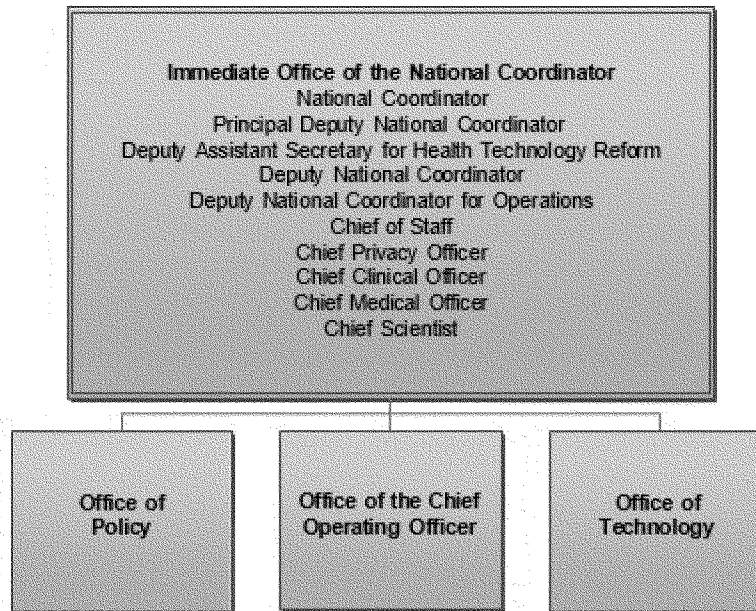 Immediate Office of the National Coordinator
National Coordinator
Principal Deputy National Coordinator
Deputy Assistant Secretary for Health Technology Reform
Deputy National Coordinator
Deputy National Coordinator for Operations
Chief of Staff
Chief Privacy Officer
Chief Clinical Officer
Chief Medical Officer
Chief Scientist
Office of
Policy
Office of the Chief
Operating Officer
Office of
Technology